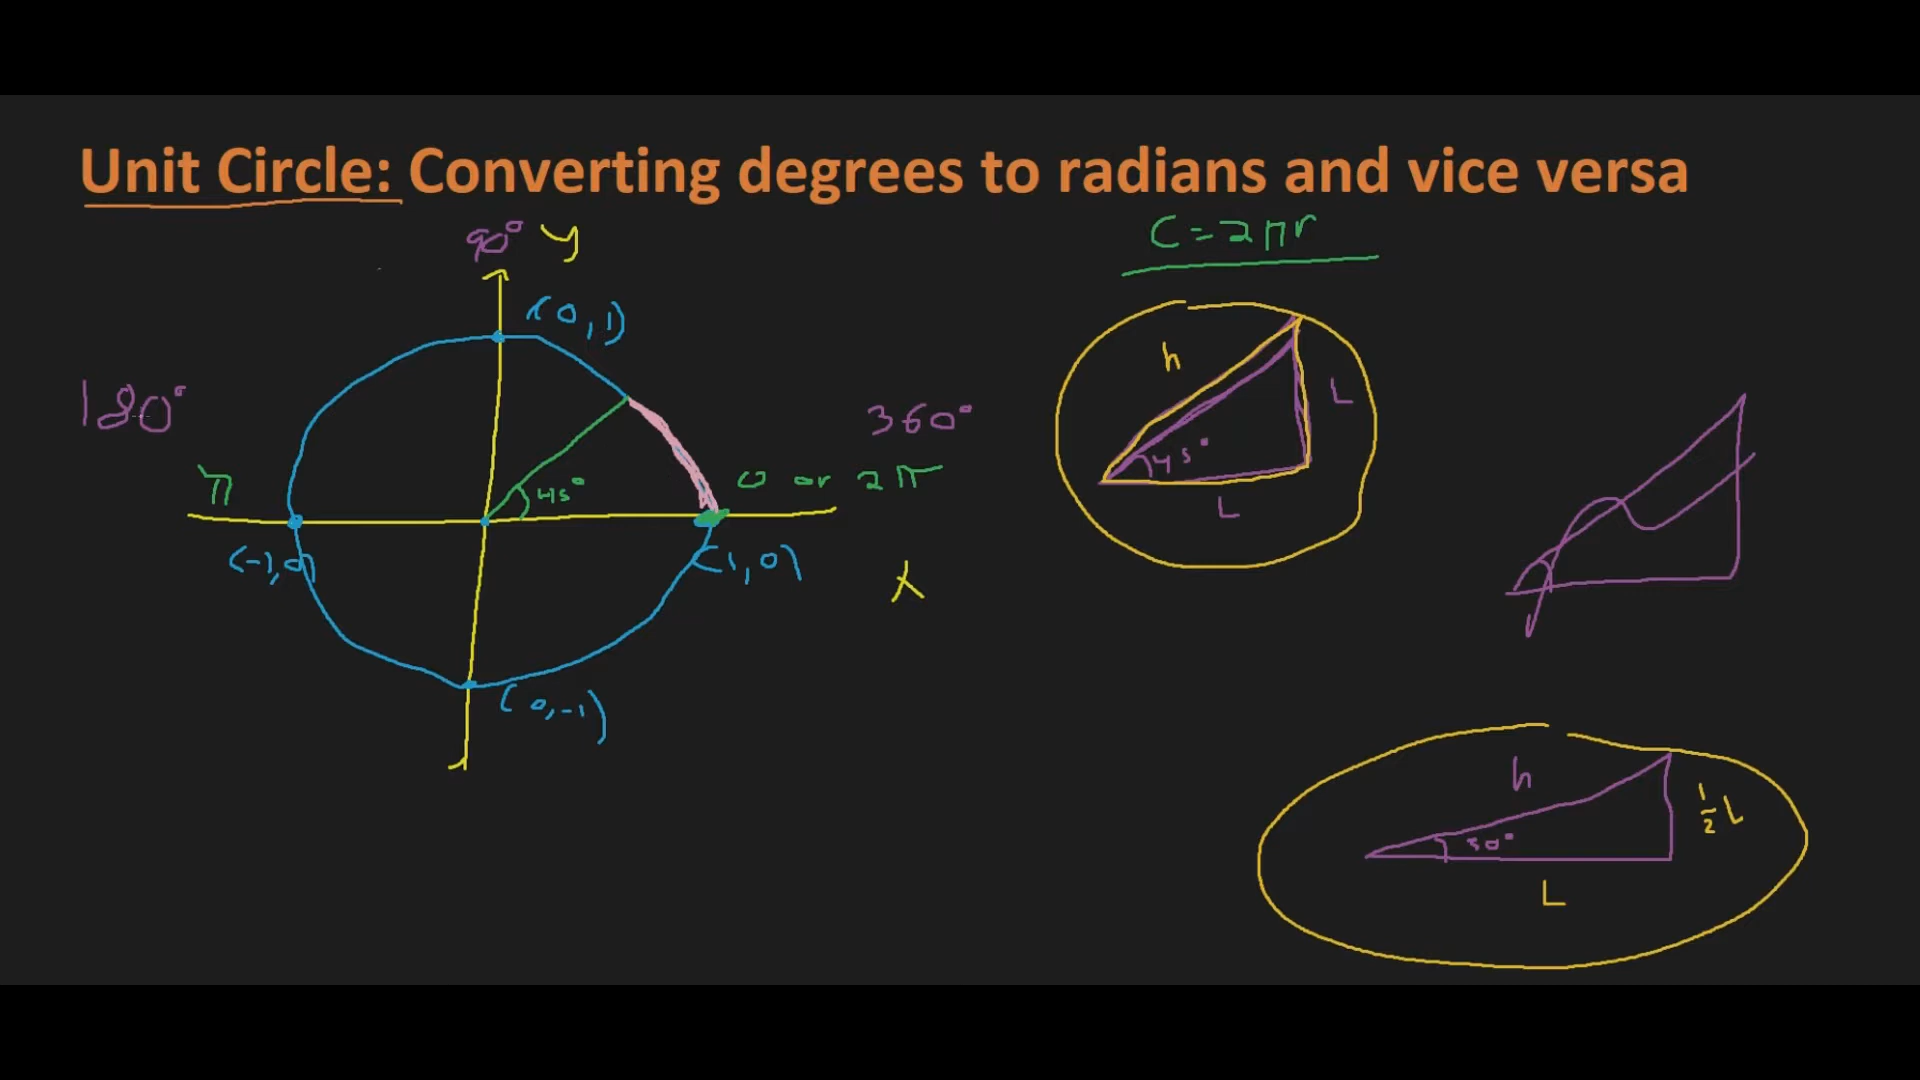 Unit Circle: Converting degrees to radians and vice versa
C = 2πr
90° y
(0,1)
h
L
180°
360°
45°
π
45°
0 or 2π
L
(-1,0)
(1,0)
x
(0,-1)
h
1/2 L
30°
L